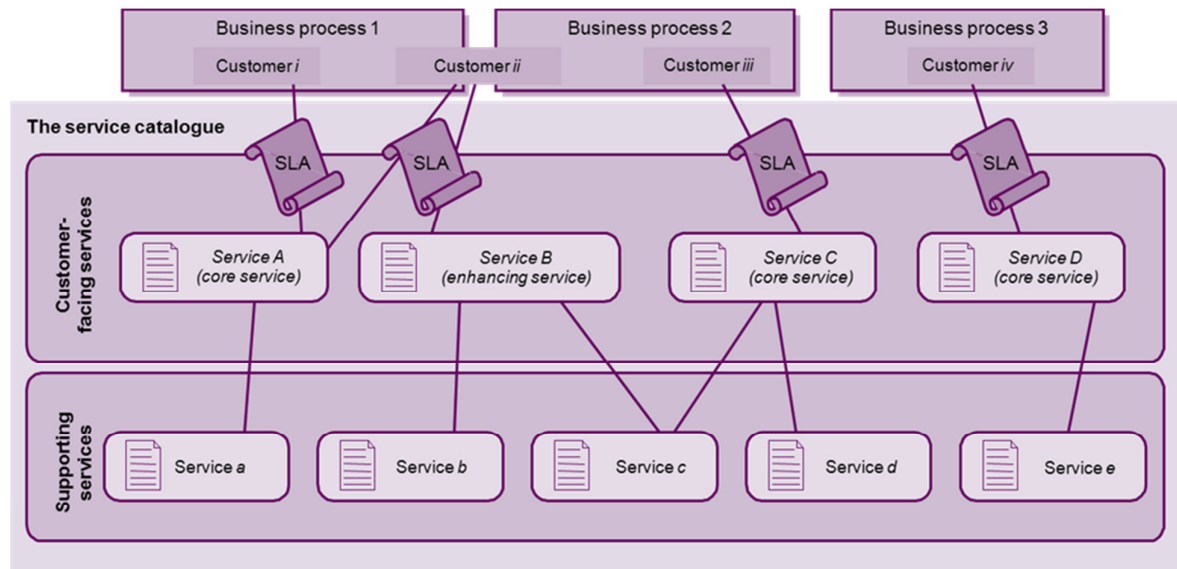 Business process 1
Business process 2
Business process 3
Customer i
Customer ii
Customer iii
Customer iv
The service catalogue
SLA
SLA
SLA
SLA
Customer-
facing services
Service A
(core service)
Service B
(enhancing service)
Service C
(core service)
Service D
(core service)
Supporting
services
Service a
Service b
Service c
Service d
Service e